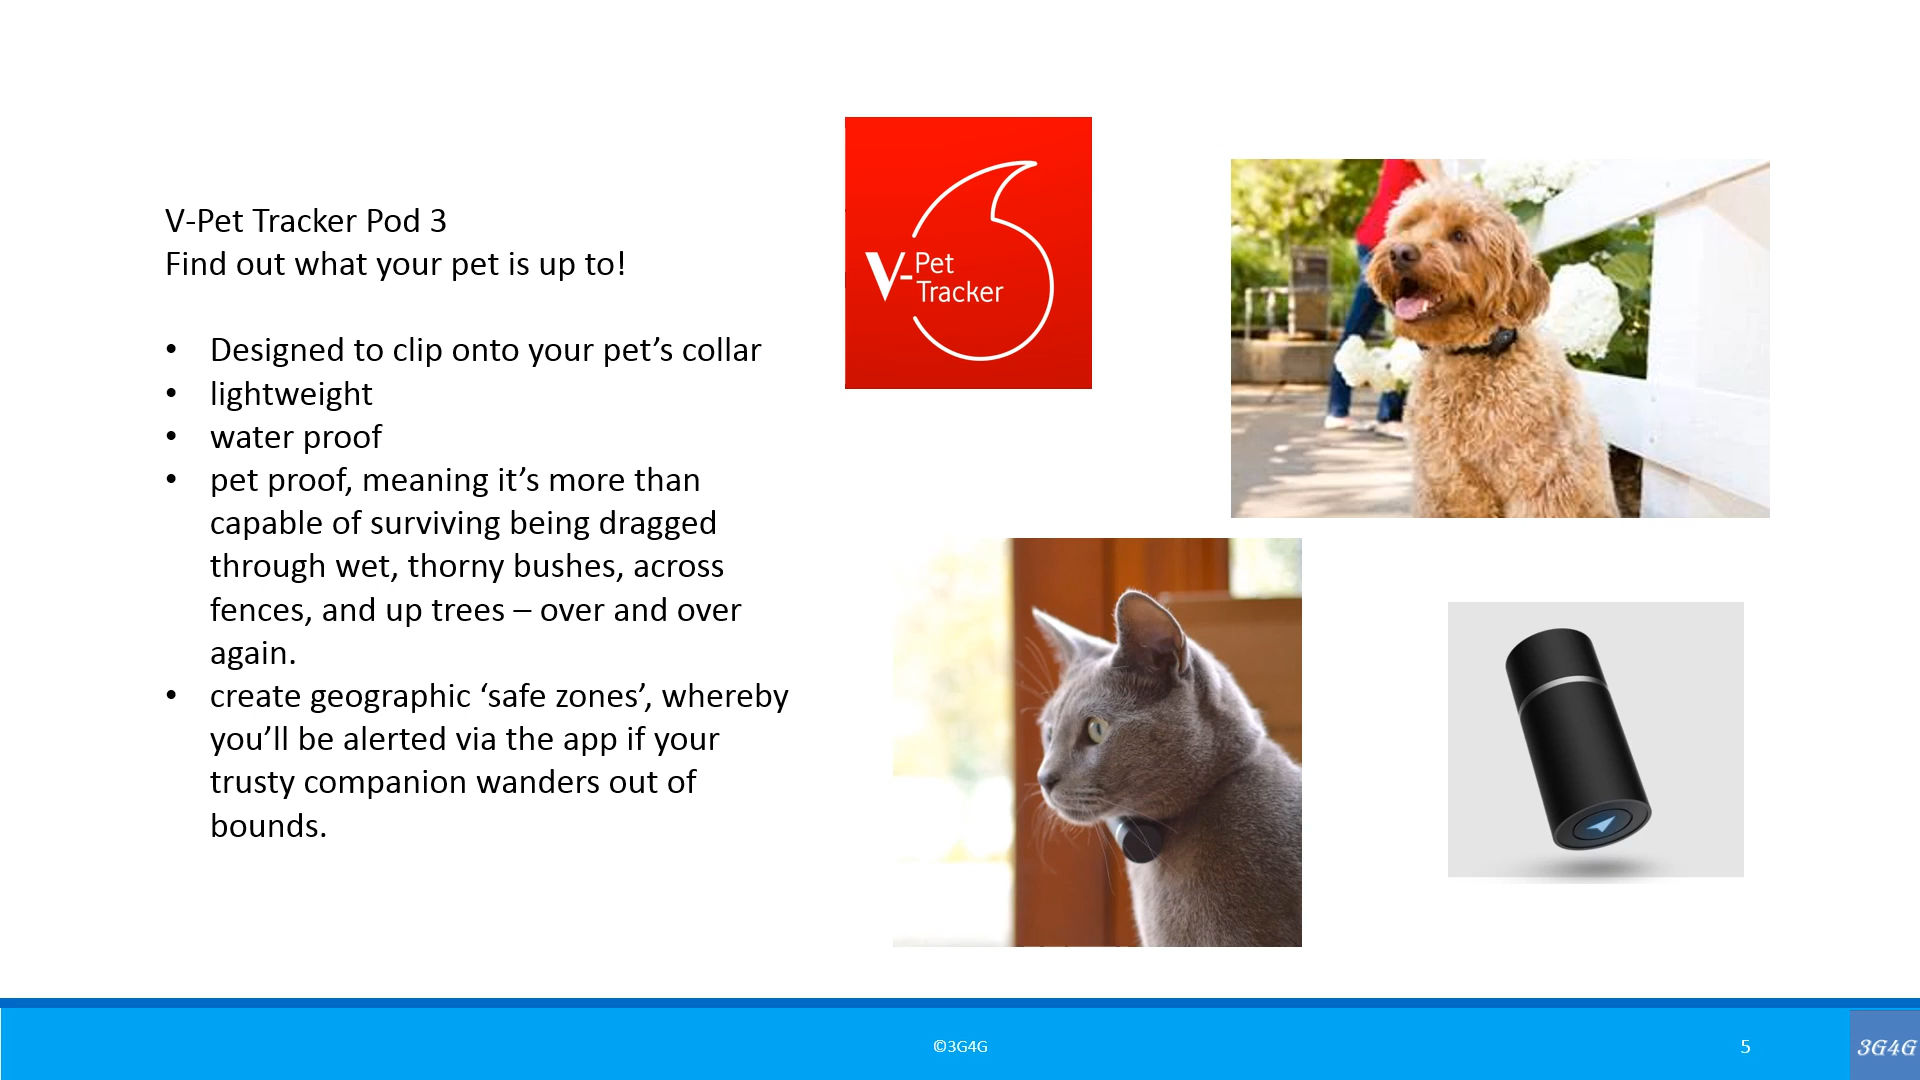 V-Pet Tracker Pod 3
Find out what your pet is up to!
• Designed to clip onto your pet’s collar
• lightweight
• water proof
• pet proof, meaning it’s more than
capable of surviving being dragged
through wet, thorny bushes, across
fences, and up trees – over and over
again.
• create geographic ‘safe zones’, whereby
you’ll be alerted via the app if your
trusty companion wanders out of
bounds.
V-Pet
Tracker
©3G4G
5
3G4G